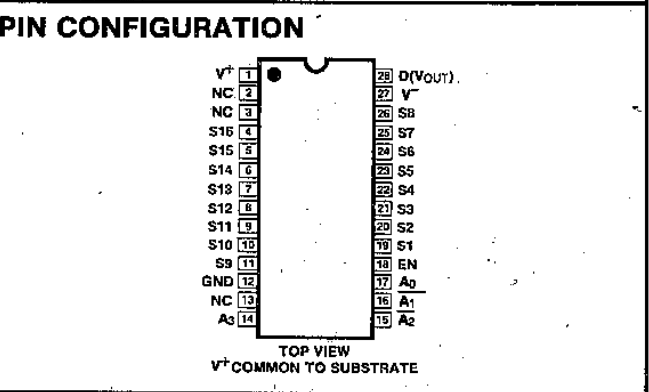 PIN CONFIGURATION
V+ 1
NC 2
NC 3
S16 4
S15 5
S14 6
S13 7
S12 8
S11 9
S10 10
S9 11
GND 12
NC 13
A3 14
28 D(VOUT)
27 V−
26 S8
25 S7
24 S6
23 S5
22 S4
21 S3
20 S2
19 S1
18 EN
17 A0
16 A1
15 A2
TOP VIEW
V+ COMMON TO SUBSTRATE